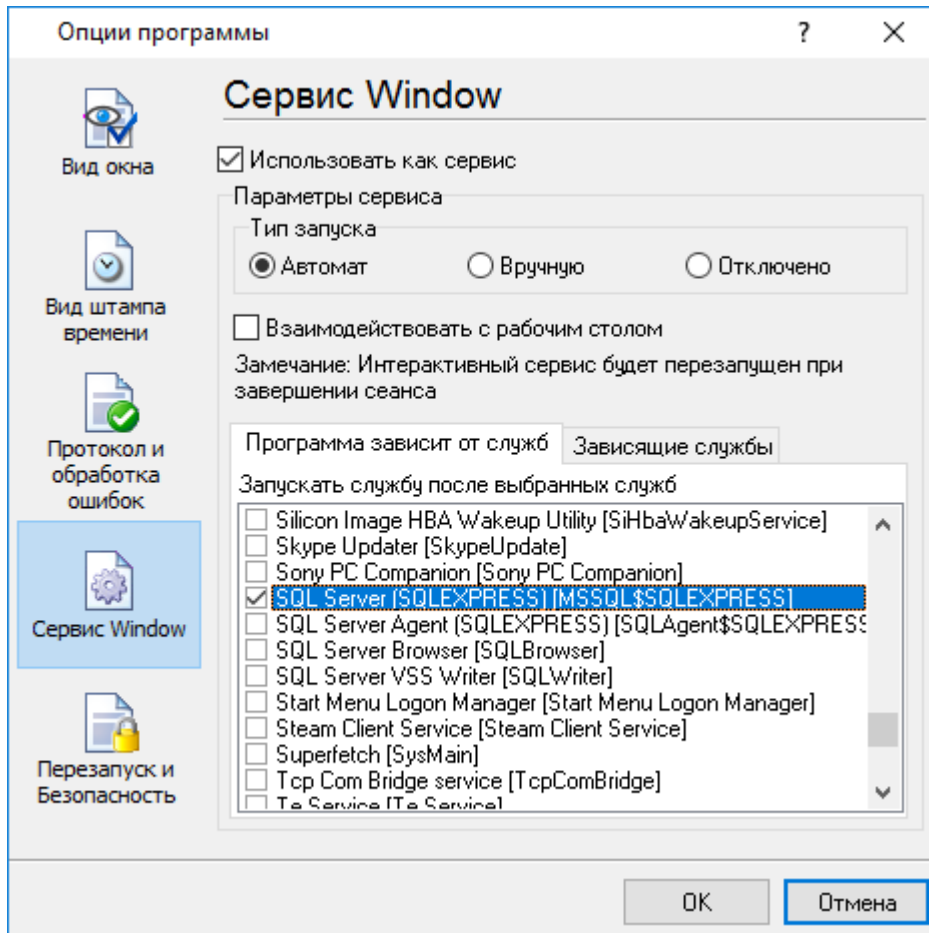 Опции программы
?
Вид окна
Вид штампа
времени
Протокол и
обработка
ошибок
Сервис Window
Перезапуск и
Безопасность
Сервис Window
Использовать как сервис
Параметры сервиса
Тип запуска
Автомат Вручную Отключено
Взаимодействовать с рабочим столом
Замечание: Интерактивный сервис будет перезапущен при
завершении сеанса
Программа зависит от служб Зависящие службы
Запускать службу после выбранных служб
Silicon Image HBA Wakeup Utility [SiHbaWakeupService]
Skype Updater [SkypeUpdate]
Sony PC Companion [Sony PC Companion]
SQL Server (SQLEXPRESS) [MSSQL$SQLEXPRESS]
SQL Server Agent (SQLEXPRESS) [SQLAgent$SQLEXPRESS
SQL Server Browser [SQLBrowser]
SQL Server VSS Writer [SQLWriter]
Start Menu Logon Manager [Start Menu Logon Manager]
Steam Client Service [Steam Client Service]
Superfetch [SysMain]
Tcp Com Bridge service [TcpComBridge]
Te.Service [Te.Service]
OK Отмена